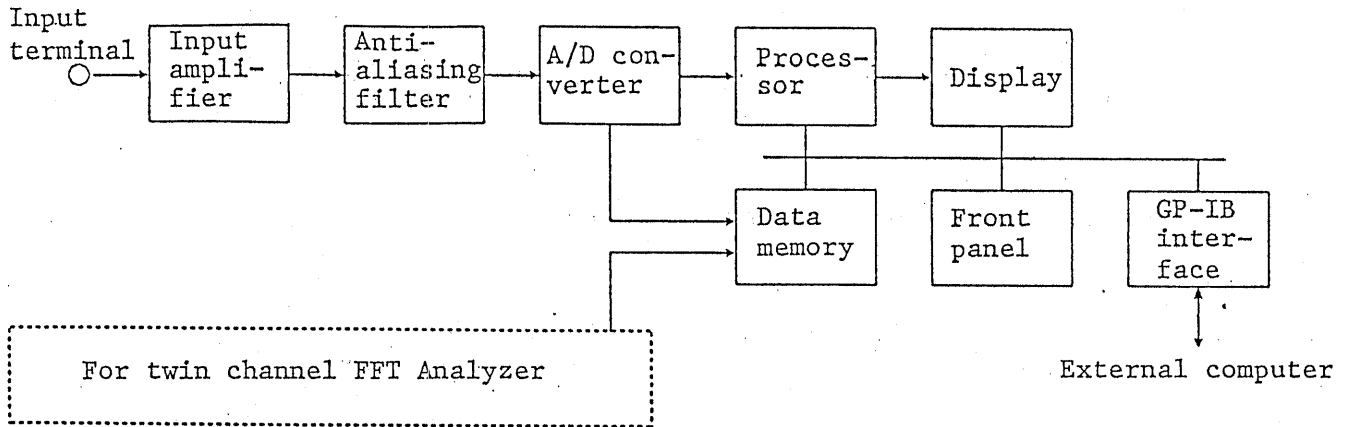 Input
terminal
Input
ampli-
fier
Anti-
aliasing
filter
A/D con-
verter
Proces-
sor
Display
Data
memory
Front
panel
GP-IB
inter-
face
For twin channel FFT Analyzer
External computer